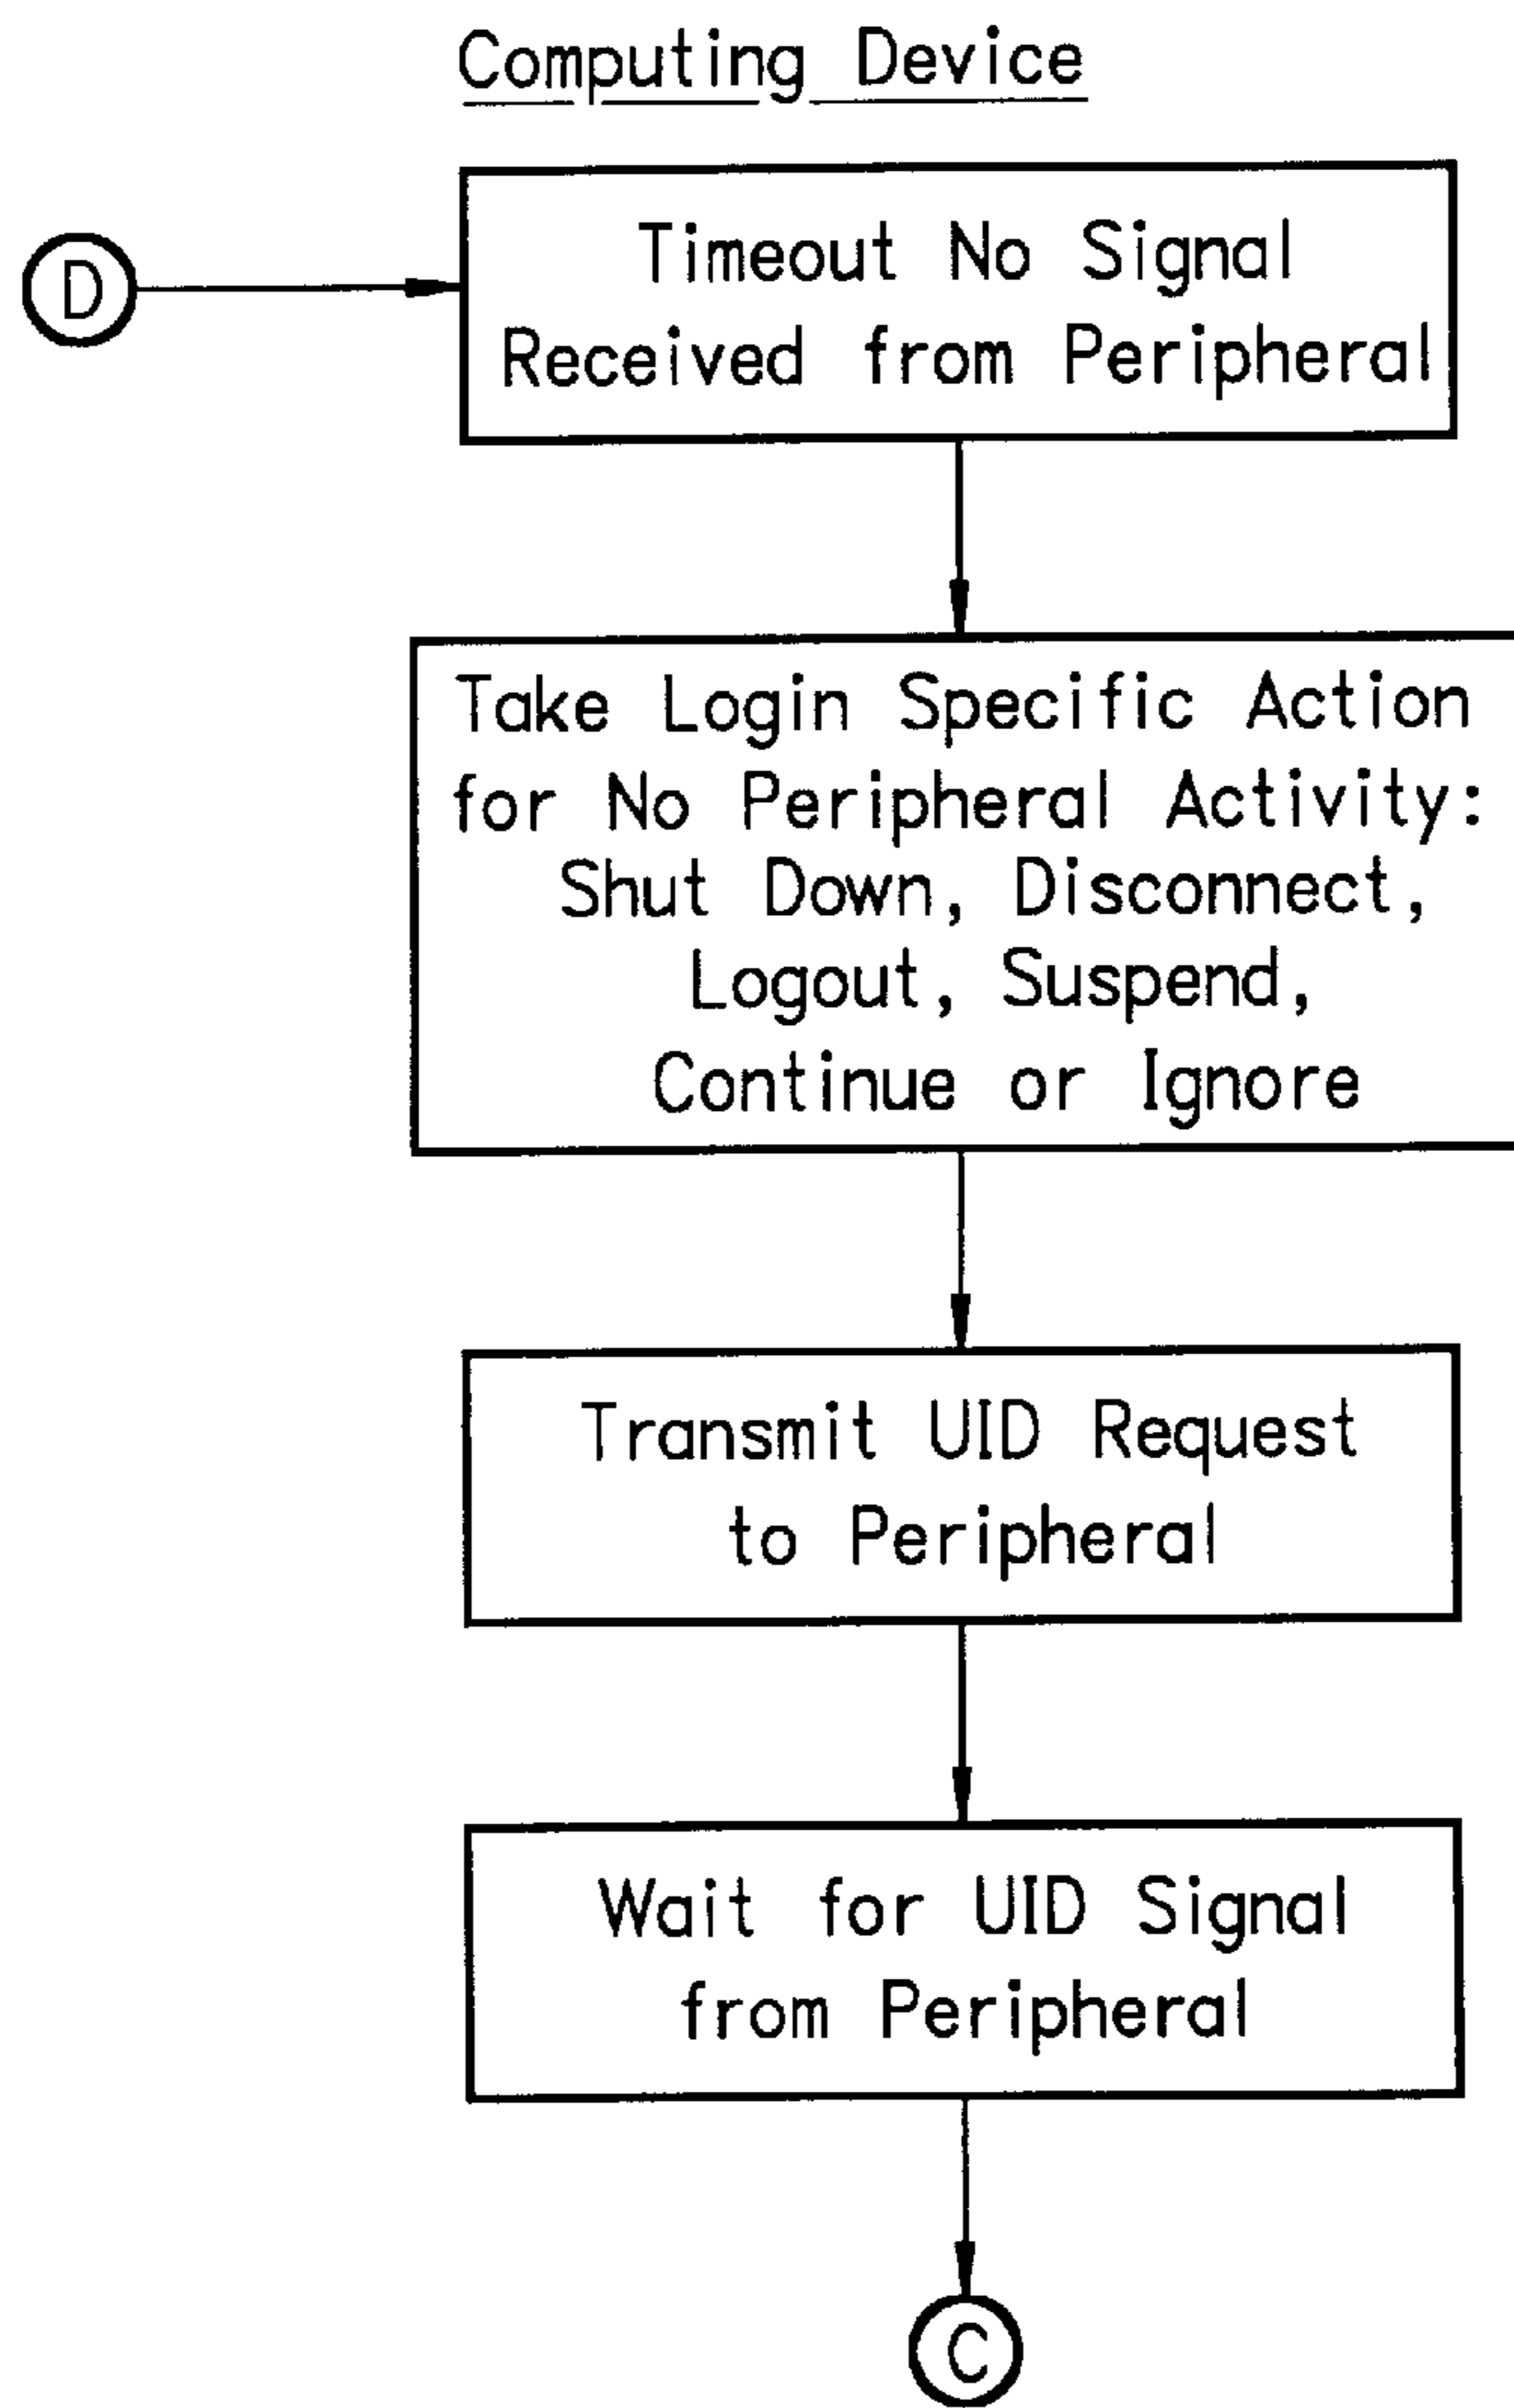 Computing Device
D
Timeout No Signal
Received from Peripheral
Take Login Specific Action
for No Peripheral Activity:
Shut Down, Disconnect,
Logout, Suspend,
Continue or Ignore
Transmit UID Request
to Peripheral
Wait for UID Signal
from Peripheral
C